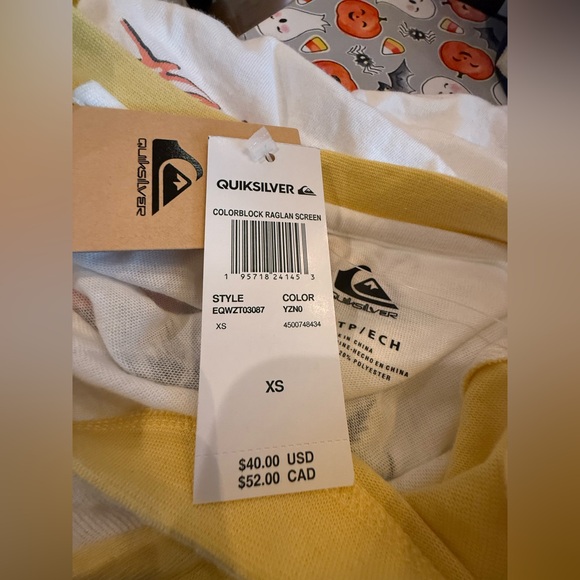 QUIKSILVER
QUIKSILVER
COLORBLOCK RAGLAN SCREEN
1 95718 24145 3
STYLE COLOR
EQWZT03087 YZN0
XS 4500748434
XS
$40.00 USD
$52.00 CAD
QUIKSILVER
TP/ECH
IN CHINA
HECHO EN CHINA
20% POLYESTER